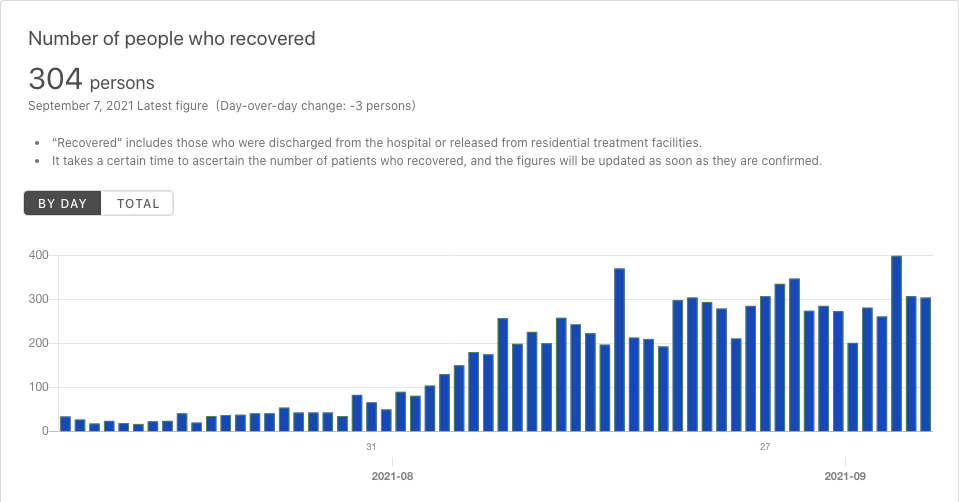 Number of people who recovered
304 persons
September 7, 2021 Latest figure (Day-over-day change: -3 persons)
• "Recovered" includes those who were discharged from the hospital or released from residential treatment facilities.
• It takes a certain time to ascertain the number of patients who recovered, and the figures will be updated as soon as they are confirmed.
BY DAY TOTAL
400
300
200
100
0
31 27
2021-08 2021-09